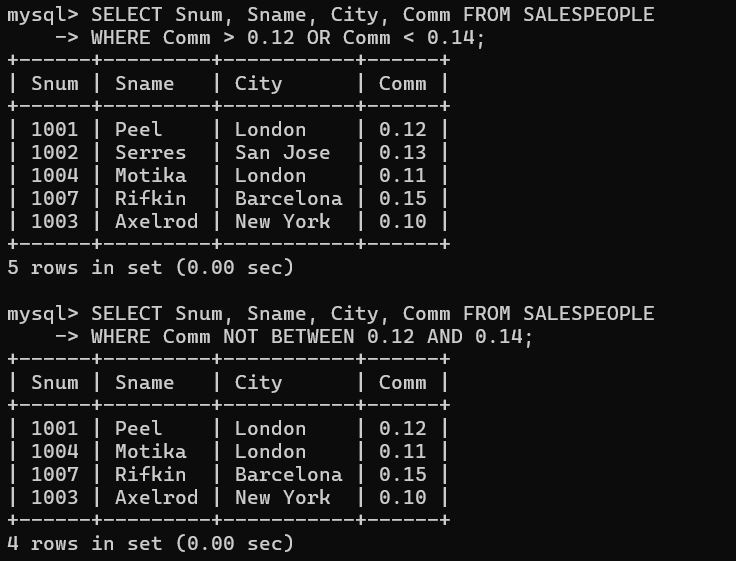 mysql> SELECT Snum, Sname, City, Comm FROM SALESPEOPLE
    -> WHERE Comm > 0.12 OR Comm < 0.14;
+------+---------+-----------+------+
| Snum | Sname   | City      | Comm |
+------+---------+-----------+------+
| 1001 | Peel    | London    | 0.12 |
| 1002 | Serres  | San Jose  | 0.13 |
| 1004 | Motika  | London    | 0.11 |
| 1007 | Rifkin  | Barcelona | 0.15 |
| 1003 | Axelrod | New York  | 0.10 |
+------+---------+-----------+------+
5 rows in set (0.00 sec)

mysql> SELECT Snum, Sname, City, Comm FROM SALESPEOPLE
    -> WHERE Comm NOT BETWEEN 0.12 AND 0.14;
+------+---------+-----------+------+
| Snum | Sname   | City      | Comm |
+------+---------+-----------+------+
| 1001 | Peel    | London    | 0.12 |
| 1004 | Motika  | London    | 0.11 |
| 1007 | Rifkin  | Barcelona | 0.15 |
| 1003 | Axelrod | New York  | 0.10 |
+------+---------+-----------+------+
4 rows in set (0.00 sec)